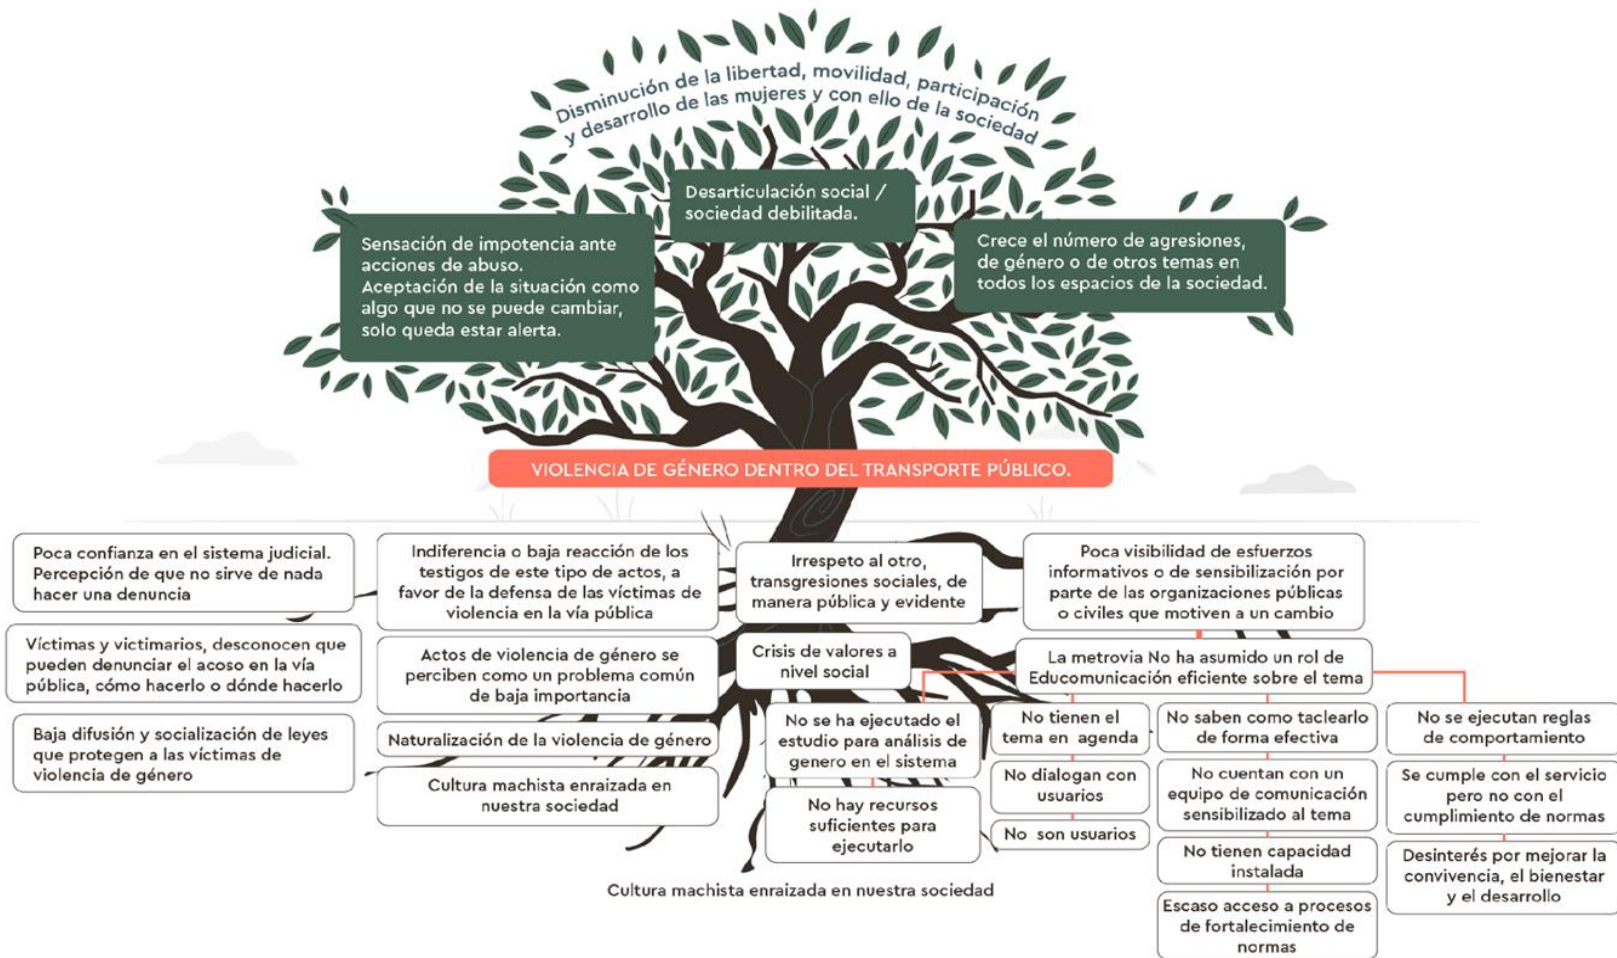 Disminución de la libertad, movilidad, participación
y desarrollo de las mujeres y con ello de la sociedad
Desarticulación social /
sociedad debilitada.
Sensación de impotencia ante
acciones de abuso.
Aceptación de la situación como
algo que no se puede cambiar,
solo queda estar alerta.
Crece el número de agresiones,
de género o de otros temas en
todos los espacios de la sociedad.
VIOLENCIA DE GÉNERO DENTRO DEL TRANSPORTE PÚBLICO.
Poca confianza en el sistema judicial.
Percepción de que no sirve de nada
hacer una denuncia
Víctimas y victimarios, desconocen que
pueden denunciar el acoso en la vía
pública, cómo hacerlo o dónde hacerlo
Baja difusión y socialización de leyes
que protegen a las víctimas de
violencia de género
Indiferencia o baja reacción de los
testigos de este tipo de actos, a
favor de la defensa de las víctimas de
violencia en la vía pública
Actos de violencia de género se
perciben como un problema común
de baja importancia
Naturalización de la violencia de género
Cultura machista enraizada en
nuestra sociedad
Irrespeto al otro,
transgresiones sociales, de
manera pública y evidente
Crisis de valores a
nivel social
Poca visibilidad de esfuerzos
informativos o de sensibilización por
parte de las organizaciones públicas
o civiles que motiven a un cambio
La metrovia No ha asumido un rol de
Educomunicación eficiente sobre el tema
No se ha ejecutado el
estudio para análisis de
genero en el sistema
No hay recursos
suficientes para
ejecutarlo
No tienen el
tema en agenda
No dialogan con
usuarios
No son usuarios
No saben como taclearlo
de forma efectiva
No cuentan con un
equipo de comunicación
sensibilizado al tema
No tienen capacidad
instalada
Escaso acceso a procesos
de fortalecimiento de
normas
No se ejecutan reglas
de comportamiento
Se cumple con el servicio
pero no con el
cumplimiento de normas
Desinterés por mejorar la
convivencia, el bienestar
y el desarrollo
Cultura machista enraizada en nuestra sociedad